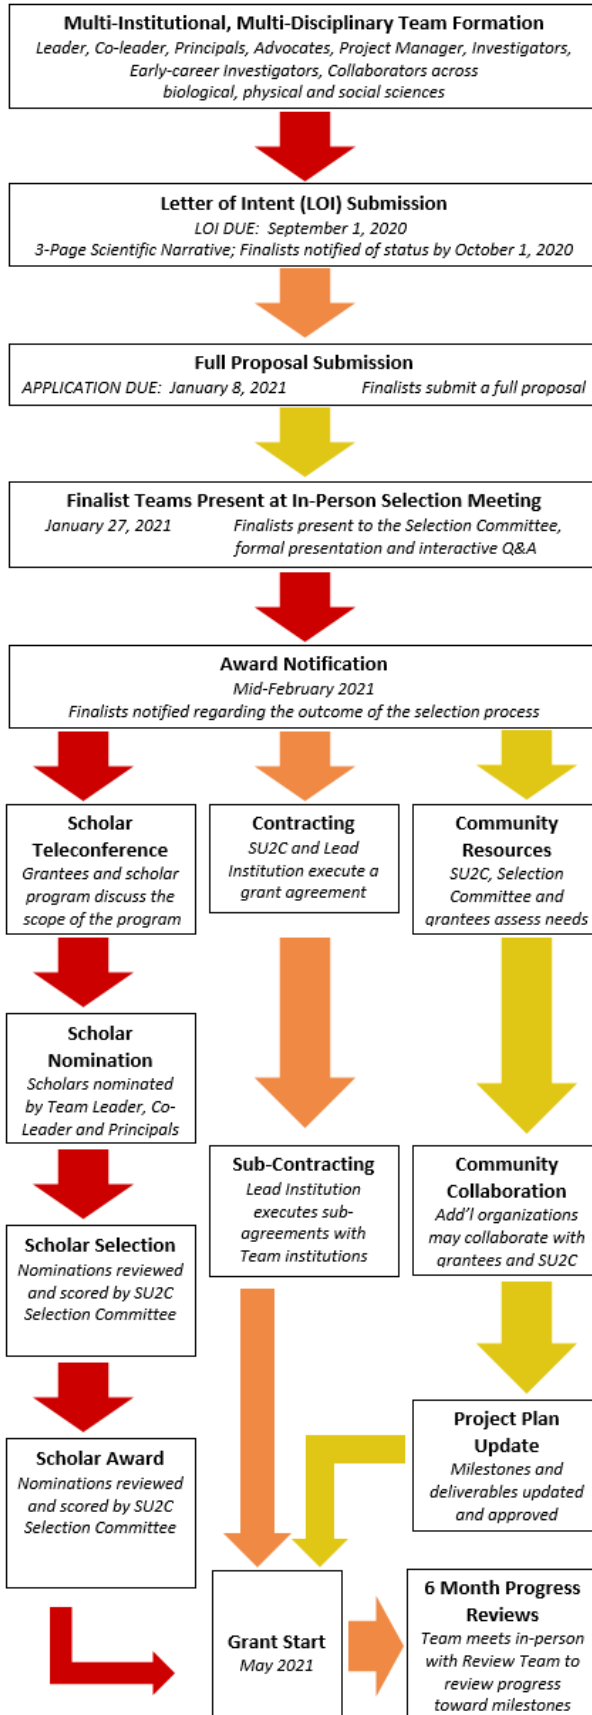 Multi-Institutional, Multi-Disciplinary Team Formation
Leader, Co-leader, Principals, Advocates, Project Manager, Investigators,
Early-career Investigators, Collaborators across
biological, physical and social sciences
Letter of Intent (LOI) Submission
LOI DUE: September 1, 2020
3-Page Scientific Narrative; Finalists notified of status by October 1, 2020
Full Proposal Submission
APPLICATION DUE: January 8, 2021 Finalists submit a full proposal
Finalist Teams Present at In-Person Selection Meeting
January 27, 2021 Finalists present to the Selection Committee,
formal presentation and interactive Q&A
Award Notification
Mid-February 2021
Finalists notified regarding the outcome of the selection process
Scholar
Teleconference
Grantees and scholar
program discuss the
scope of the program
Contracting
SU2C and Lead
Institution execute a
grant agreement
Community
Resources
SU2C, Selection
Committee and
grantees assess needs
Scholar
Nomination
Scholars nominated
by Team Leader, Co-
Leader and Principals
Sub-Contracting
Lead Institution
executes sub-
agreements with
Team institutions
Community
Collaboration
Add'l organizations
may collaborate with
grantees and SU2C
Scholar Selection
Nominations reviewed
and scored by SU2C
Selection Committee
Project Plan
Update
Milestones and
deliverables updated
and approved
Scholar Award
Nominations reviewed
and scored by SU2C
Selection Committee
Grant Start
May 2021
6 Month Progress
Reviews
Team meets in-person
with Review Team to
review progress
toward milestones